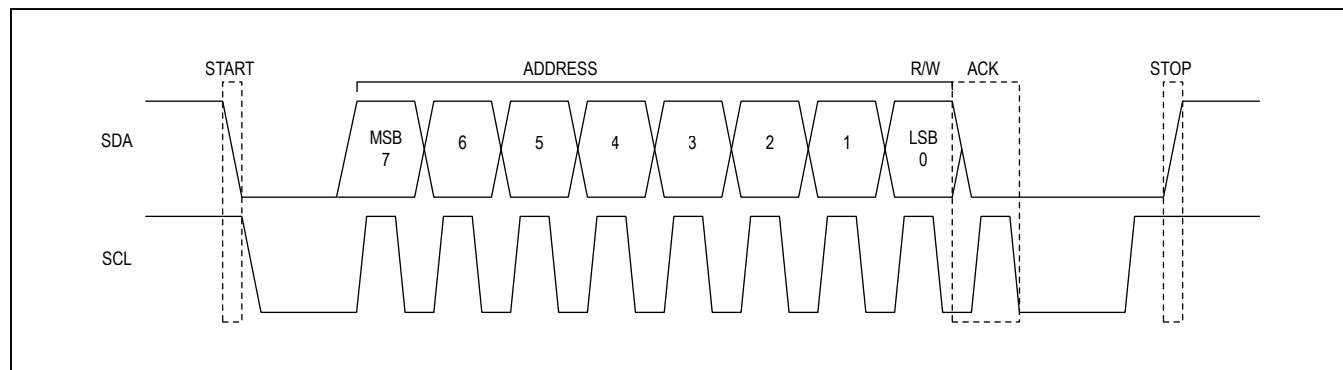 START ADDRESS R/W ACK STOP
SDA MSB 7 6 5 4 3 2 1 LSB 0
SCL